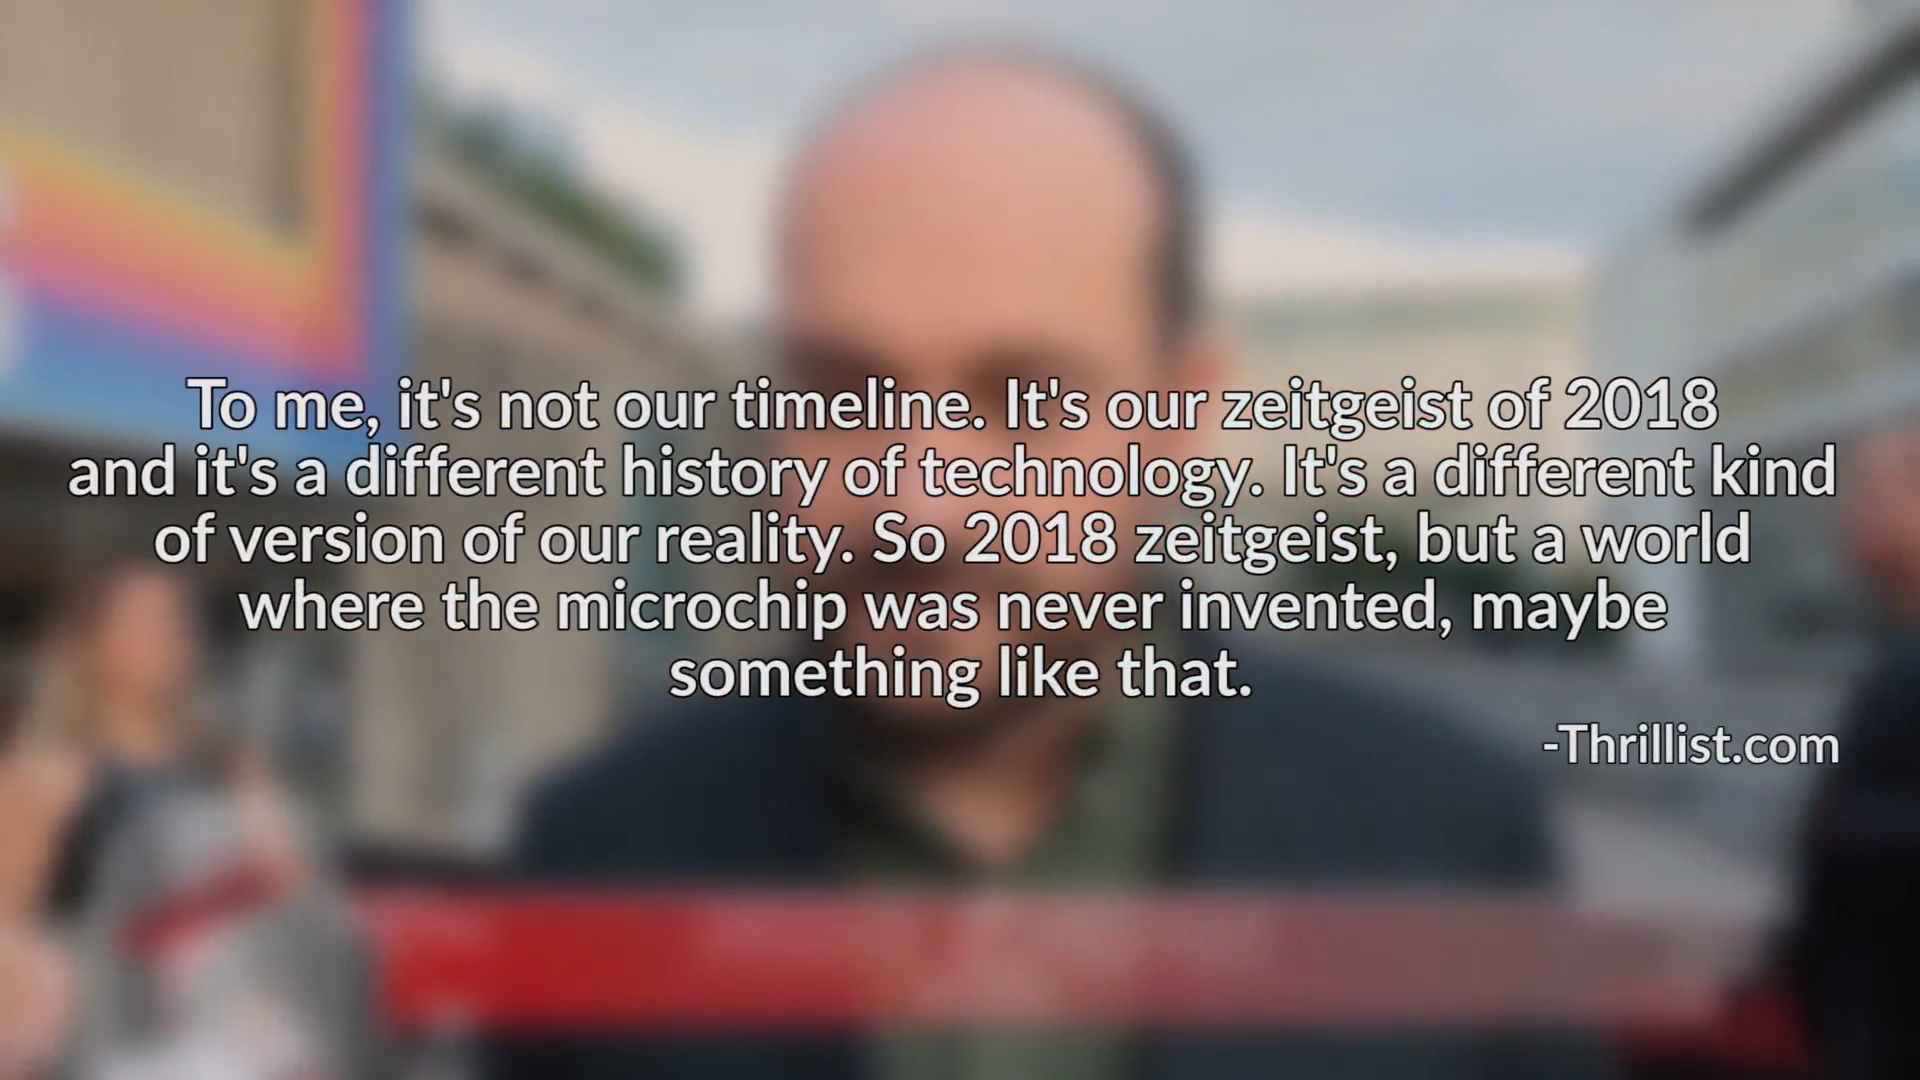 To me, it's not our timeline. It's our zeitgeist of 2018
and it's a different history of technology. It's a different kind
of version of our reality. So 2018 zeitgeist, but a world
where the microchip was never invented, maybe
something like that.
-Thrillist.com